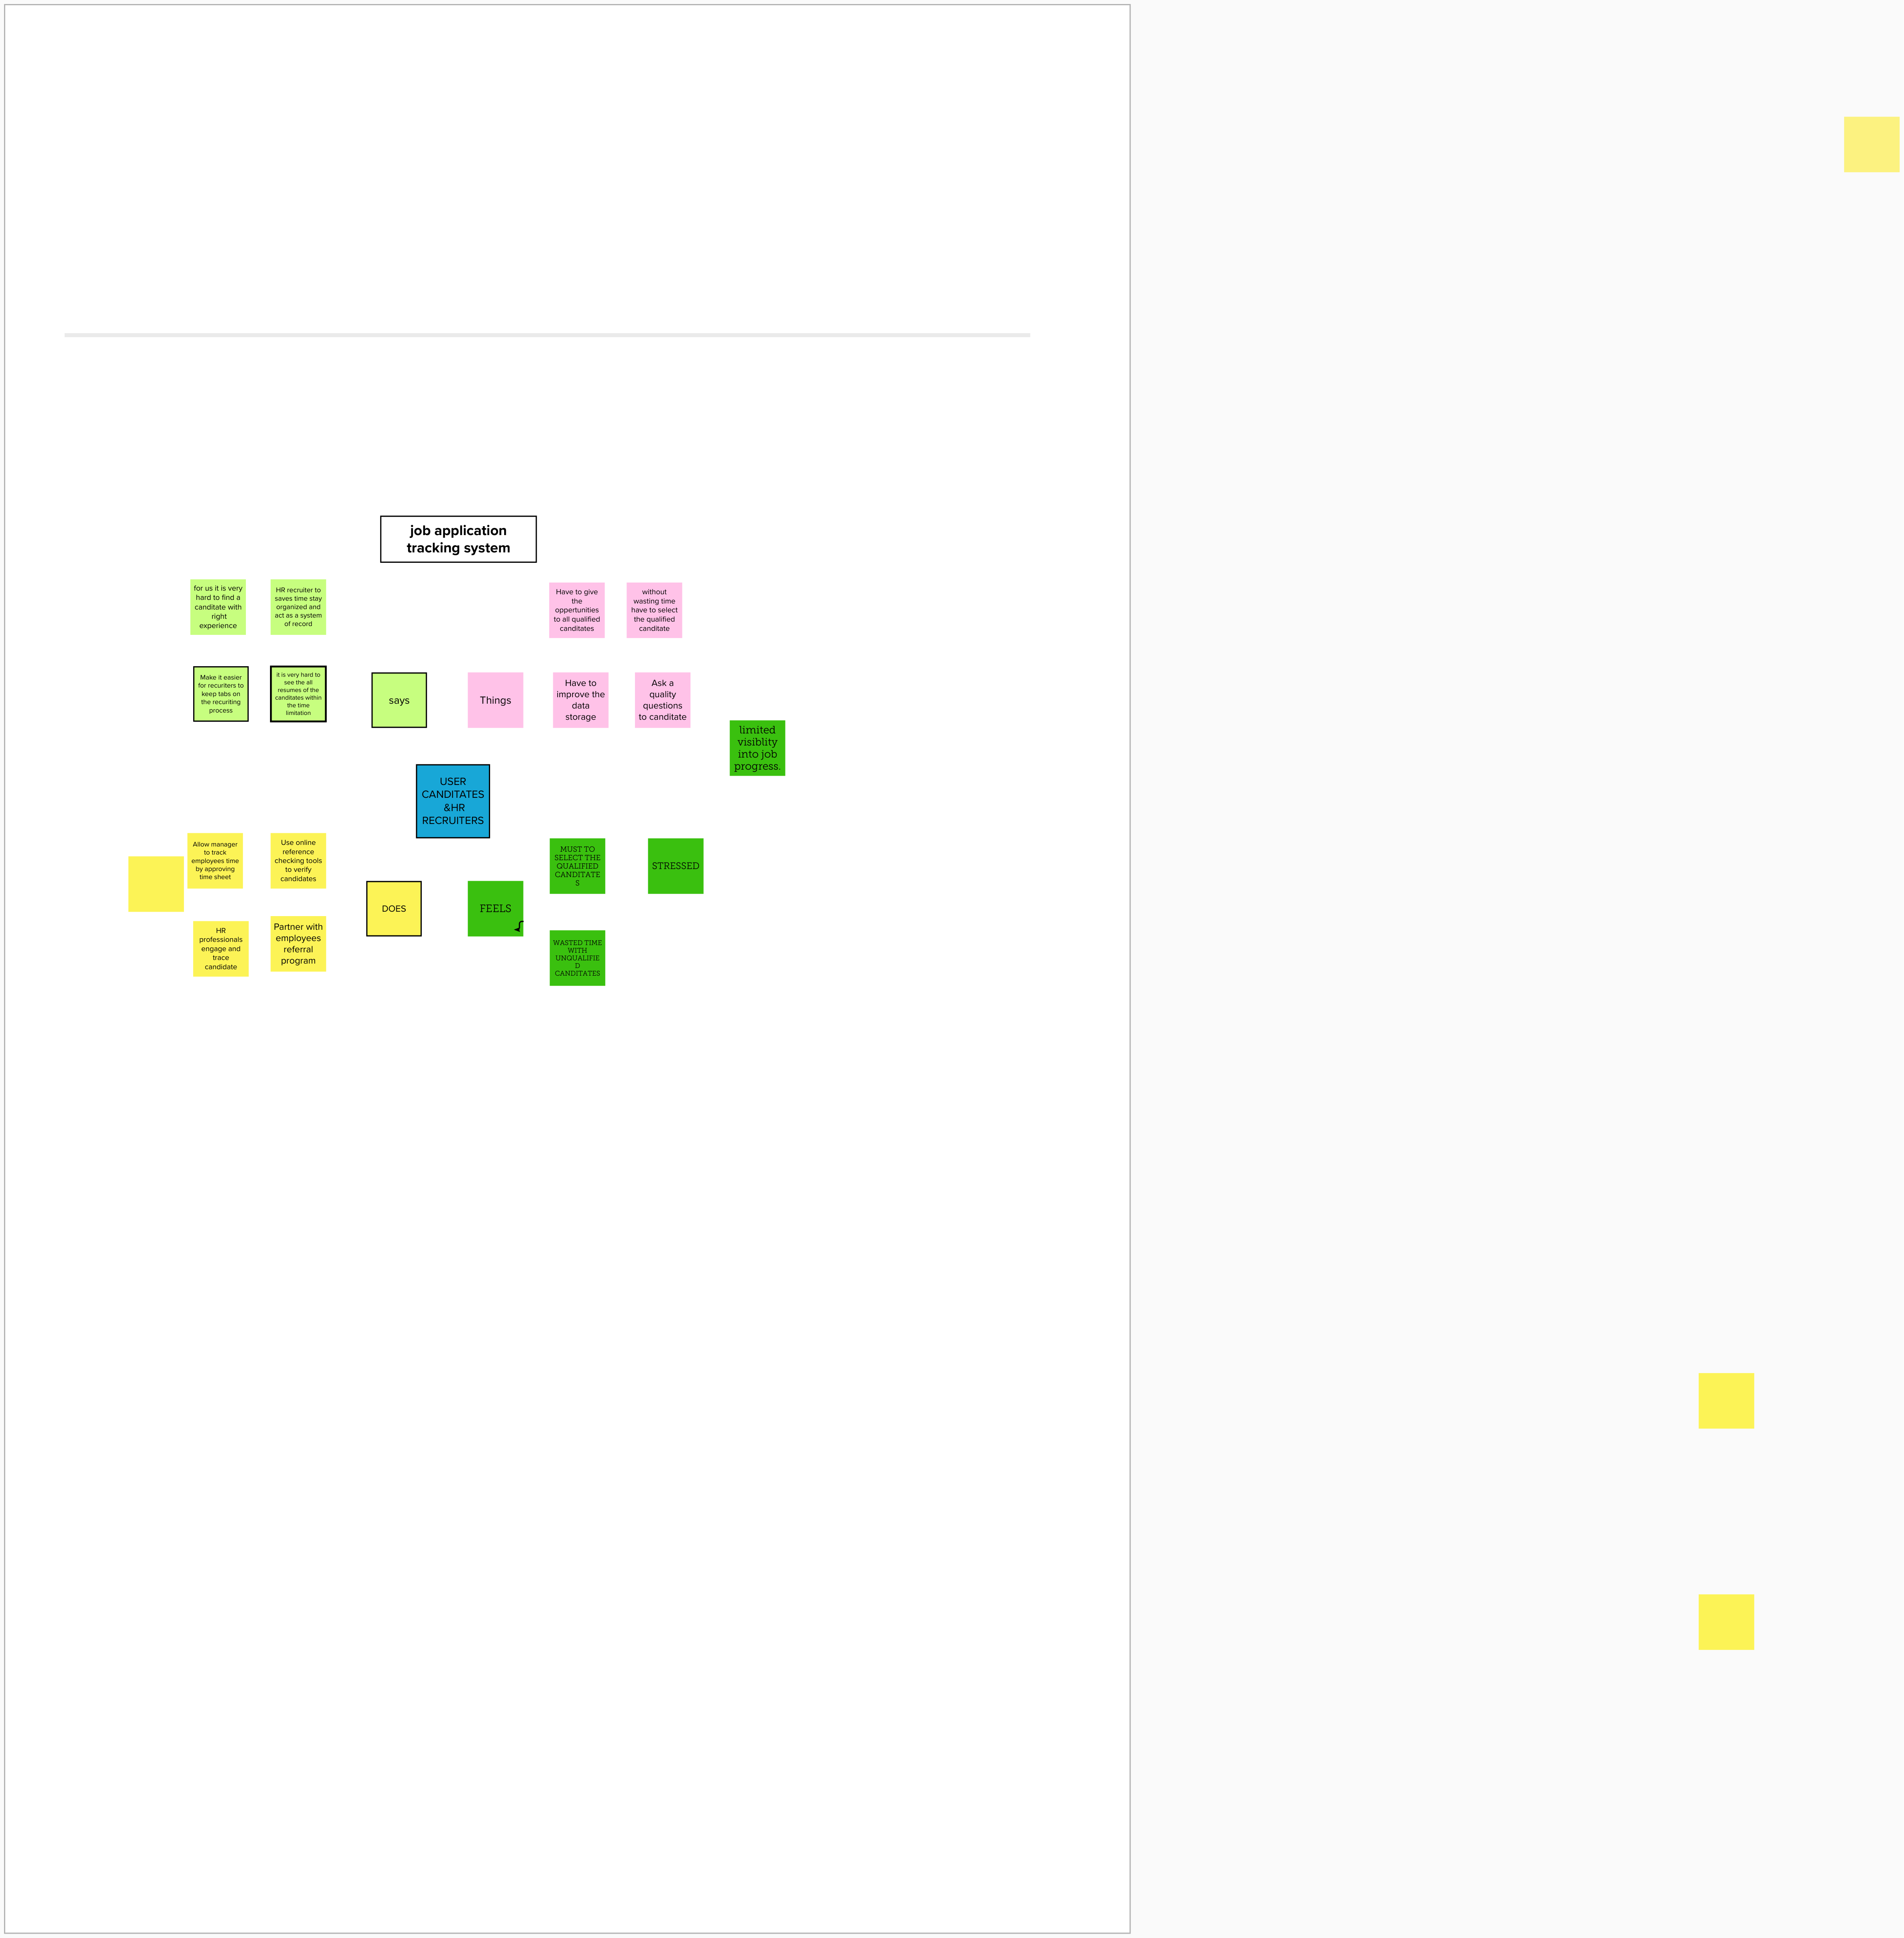 job application
tracking system
for us it is very
hard to find a
canditate with
right
experience
HR recruiter to
saves time stay
organized and
act as a system
of record
Have to give
the
oppertunities
to all qualified
canditates
without
wasting time
have to select
the qualified
canditate
Make it easier
for recuriters to
keep tabs on
the recuriting
process
it is very hard to
see the all
resumes of the
canditates within
the time
limitation
says
Things
Have to
improve the
data
storage
Ask a
quality
questions
to canditate
limited
visiblity
into job
progress.
USER
CANDITATES
&HR
RECRUITERS
Allow manager
to track
employees time
by approving
time sheet
Use online
reference
checking tools
to verify
candidates
MUST TO
SELECT THE
QUALIFIED
CANDITATE
S
STRESSED
DOES
FEELS
HR
professionals
engage and
trace
candidate
Partner with
employees
referral
program
WASTED TIME
WITH
UNQUALIFIE
D
CANDITATES